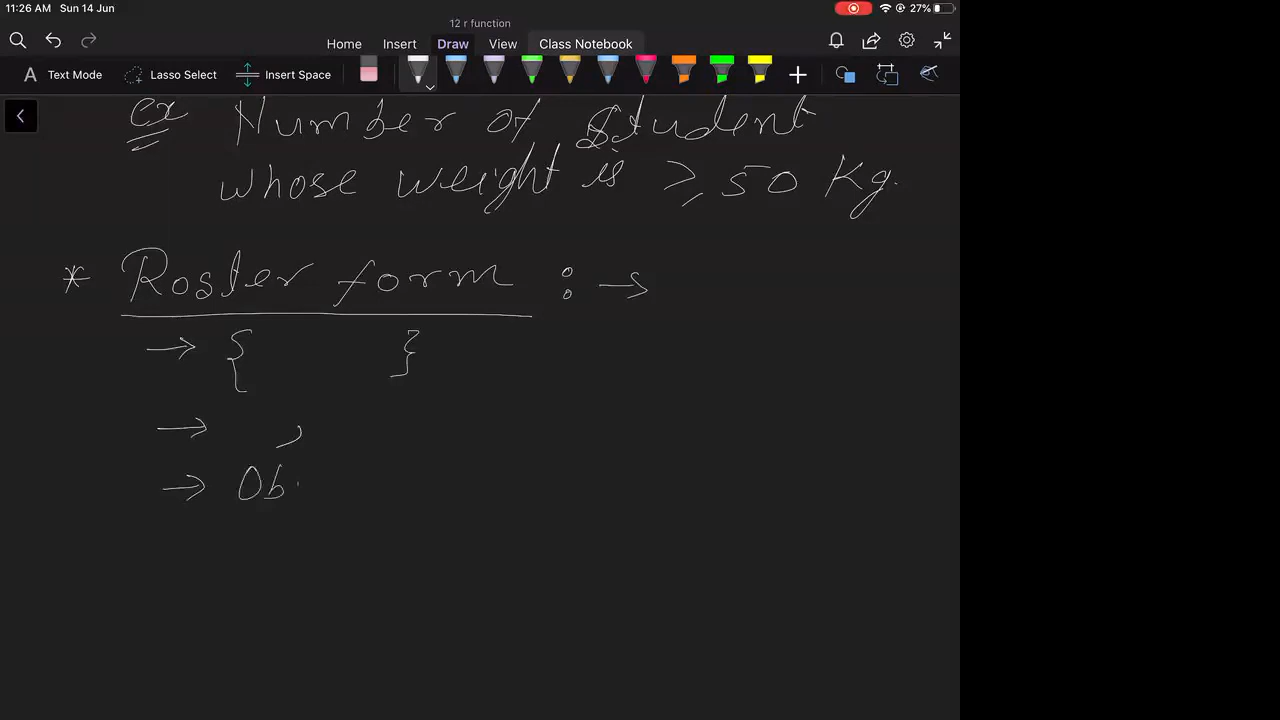 11:26 AM Sun 14 Jun
27%
12 r function
Home Insert Draw View Class Notebook
A Text Mode Lasso Select Insert Space
Ex Number of Student
whose weight is ≥ 50 Kg.
* Roster form : →
→ { }
→ ,
→ Ob